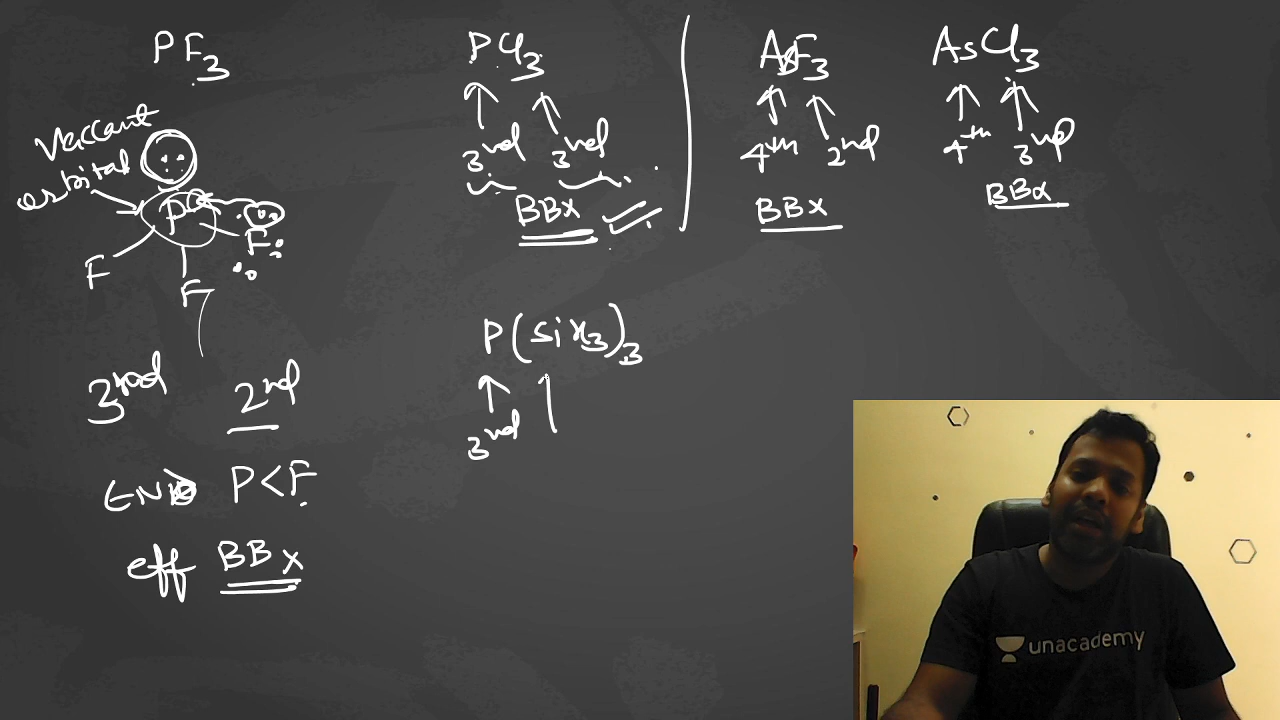 PF3
Vaccant
orbital
P
F
F
F
3rd 2nd
EN P<F
eff BBx
PCl3
3rd 3rd
BBx
AsF3
4th 2nd
BBx
AsCl3
4th 3rd
BBx
P(six3)3
3rd
unacademy